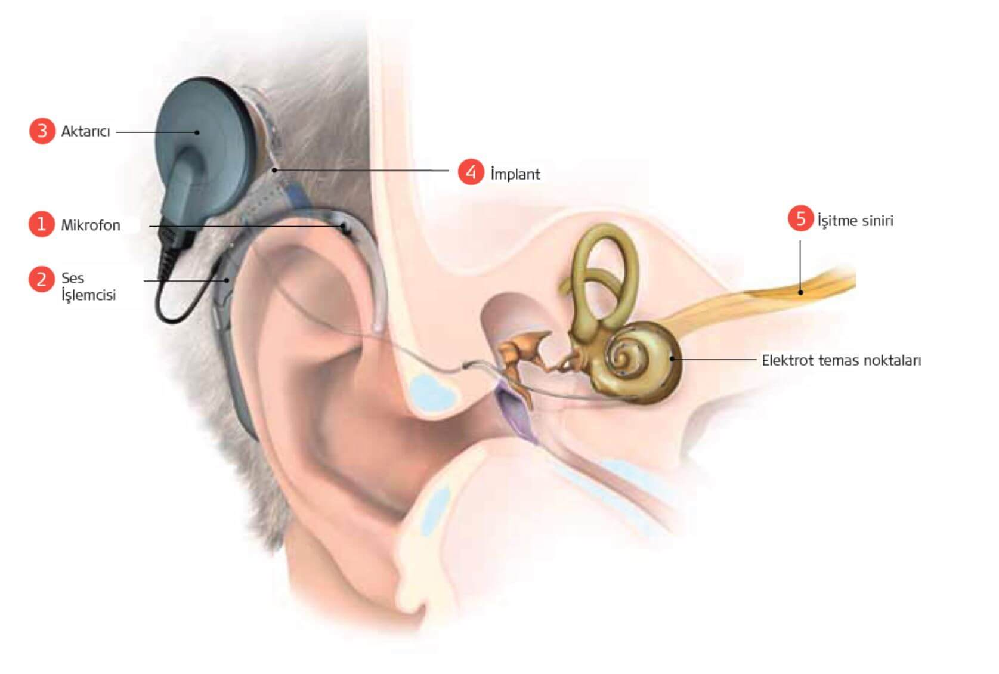 3 Aktarıcı
4 İmplant
1 Mikrofon
5 İşitme siniri
2 Ses
İşlemcisi
Elektrot temas noktaları